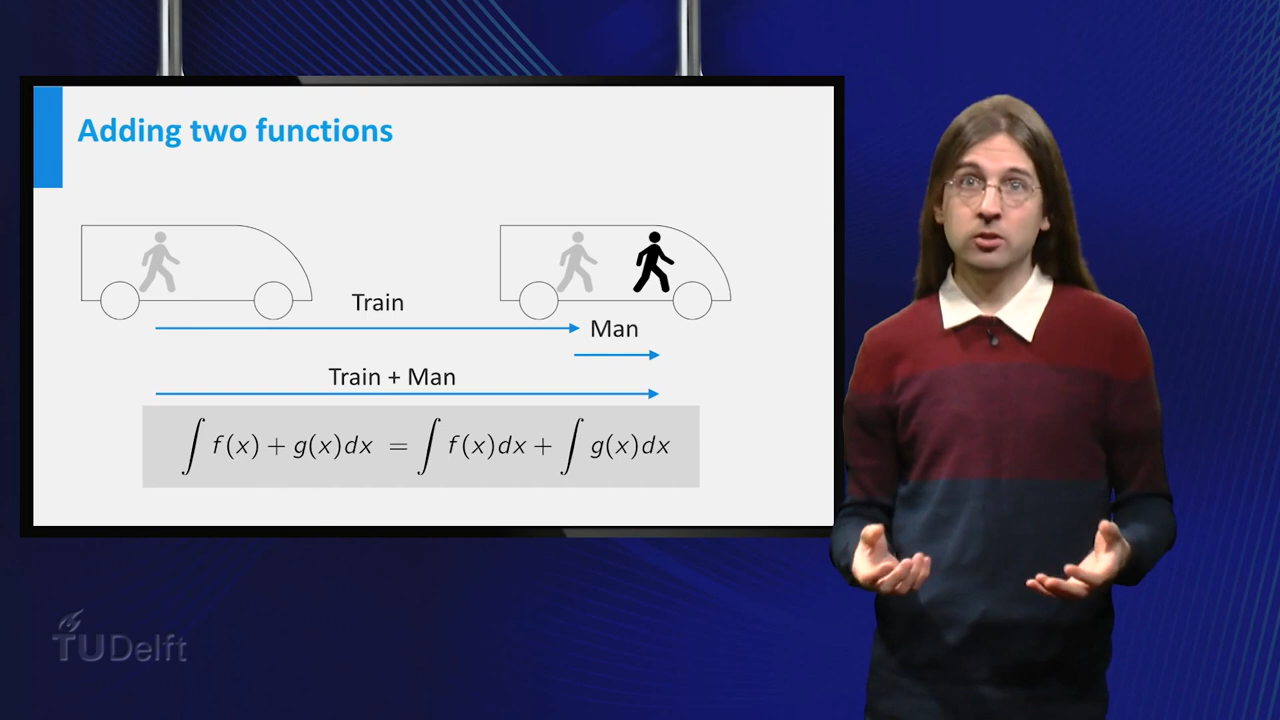 Adding two functions
Train
Man
Train + Man
∫ f(x) + g(x)dx = ∫ f(x)dx + ∫ g(x)dx
TUDelft